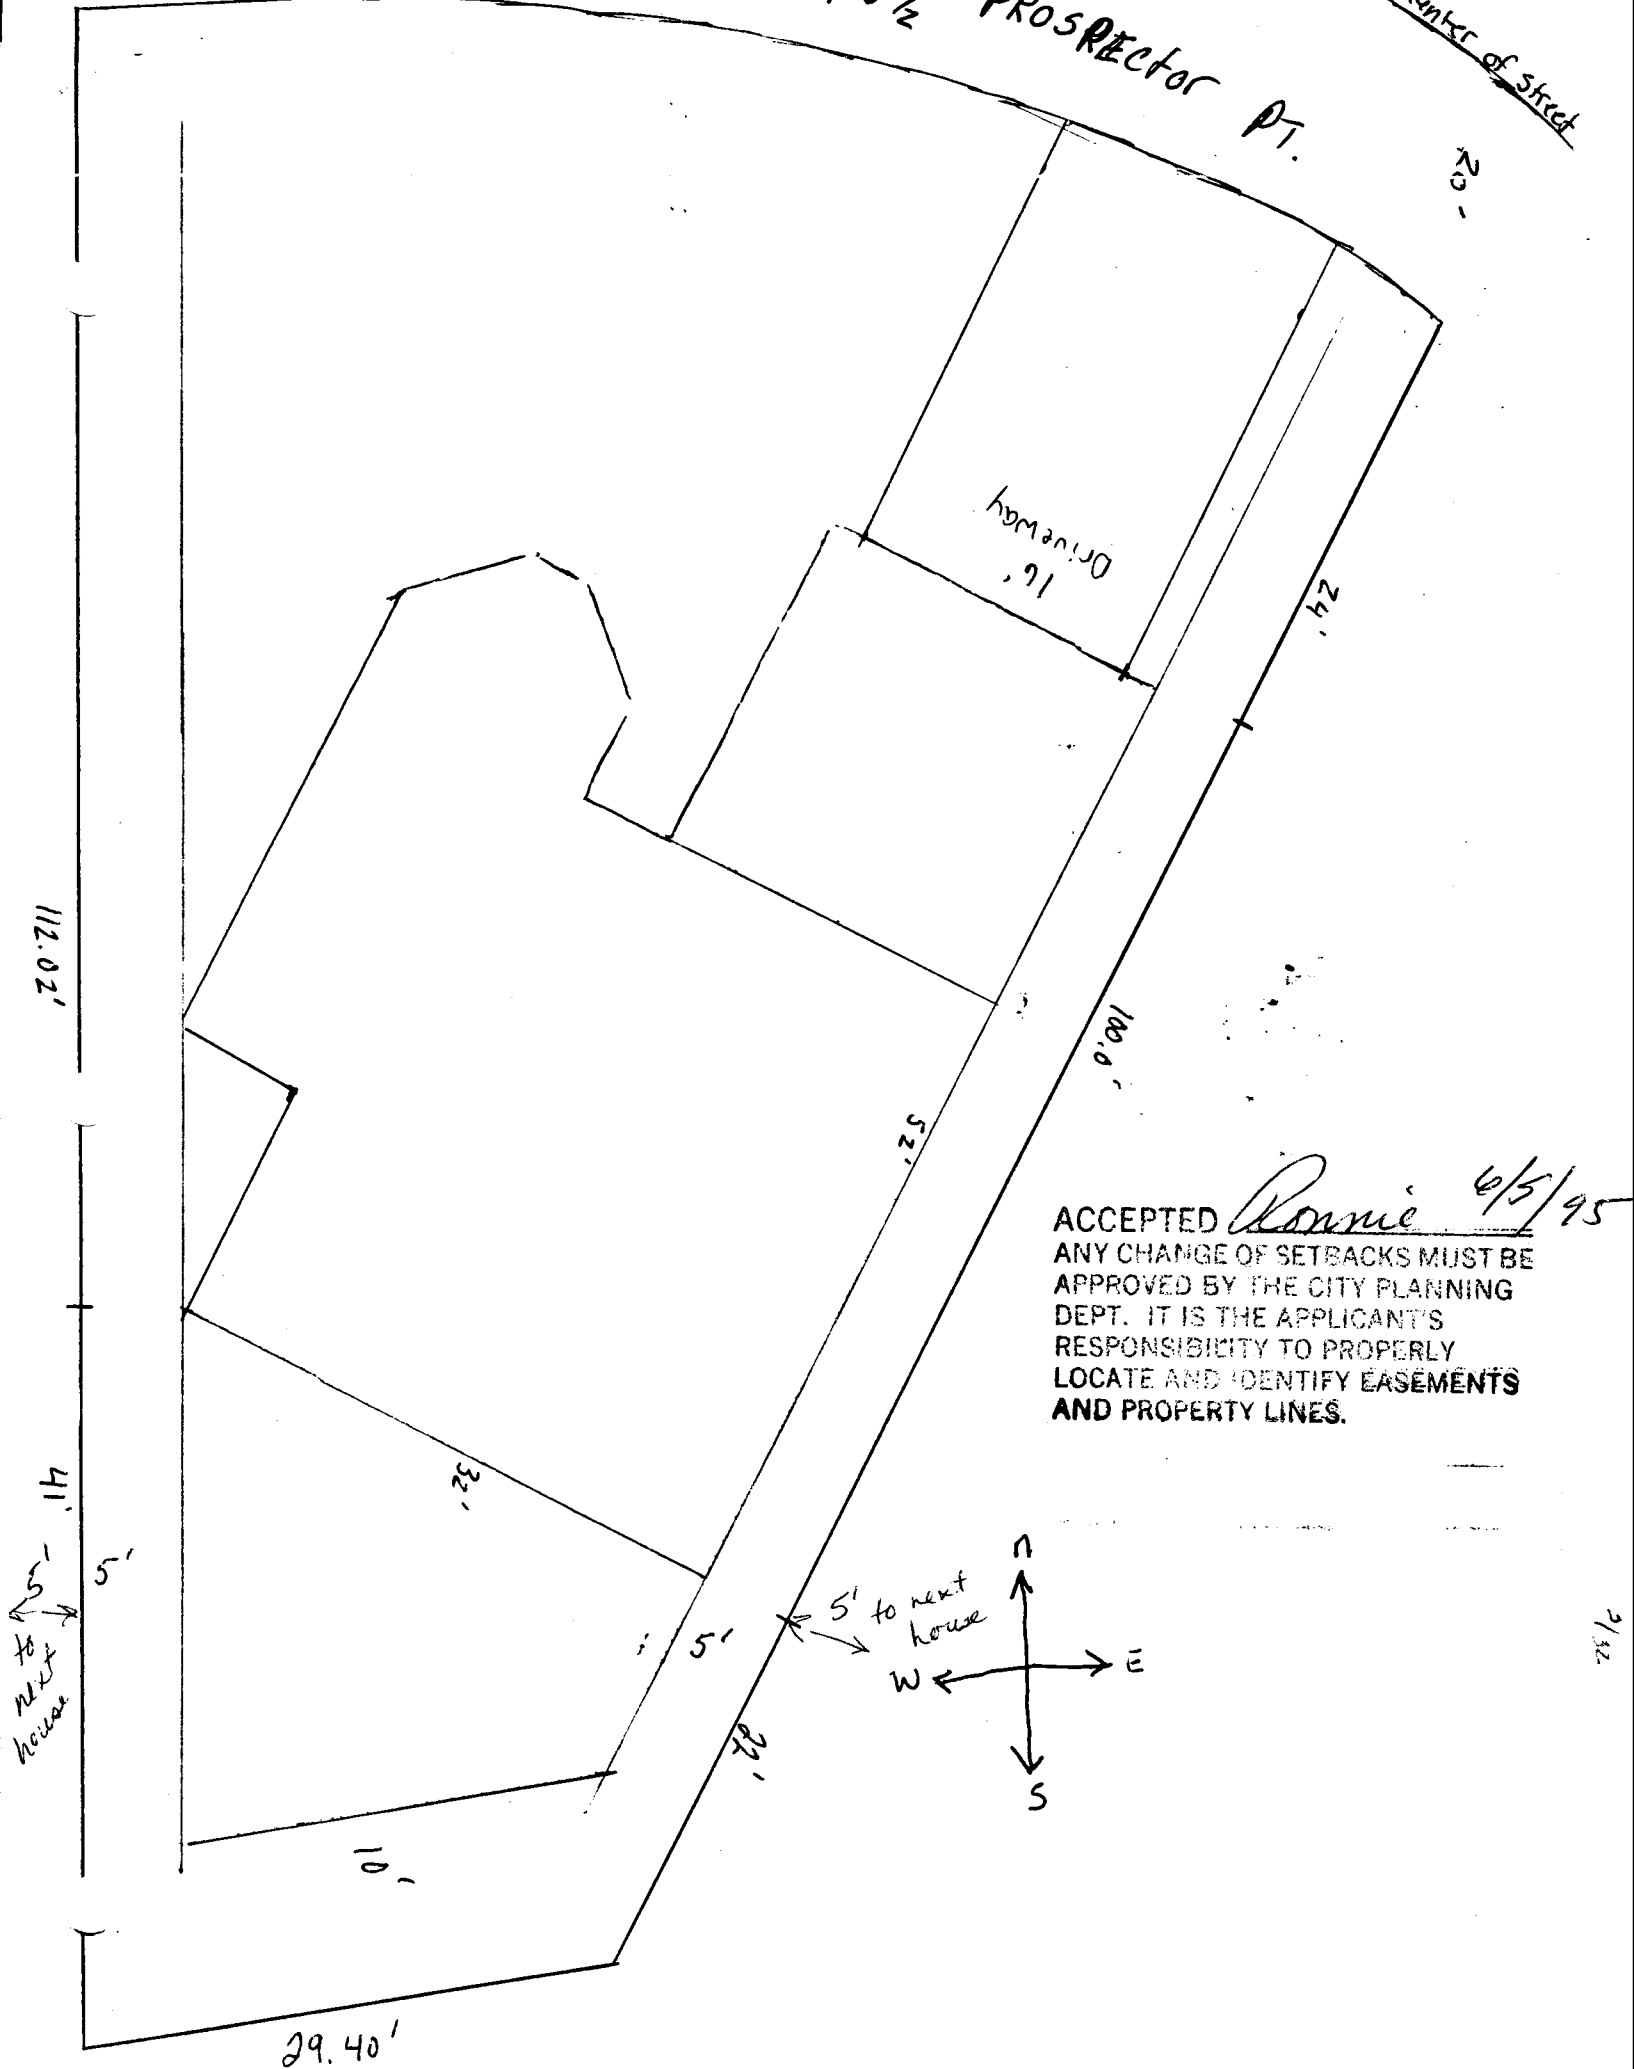 PROSPECTOR PT.
Center of street
20 -
16'
Driveway
24'
112.02'
100.0'
52'
ACCEPTED Ronnie 6/5/95
ANY CHANGE OF SETBACKS MUST BE
APPROVED BY THE CITY PLANNING
DEPT. IT IS THE APPLICANT'S
RESPONSIBILITY TO PROPERLY
LOCATE AND IDENTIFY EASEMENTS
AND PROPERTY LINES.
32'
41'
5'
5'
to
next
house
5' to next
house
5'
n
W
E
S
22'
10'
29.40'